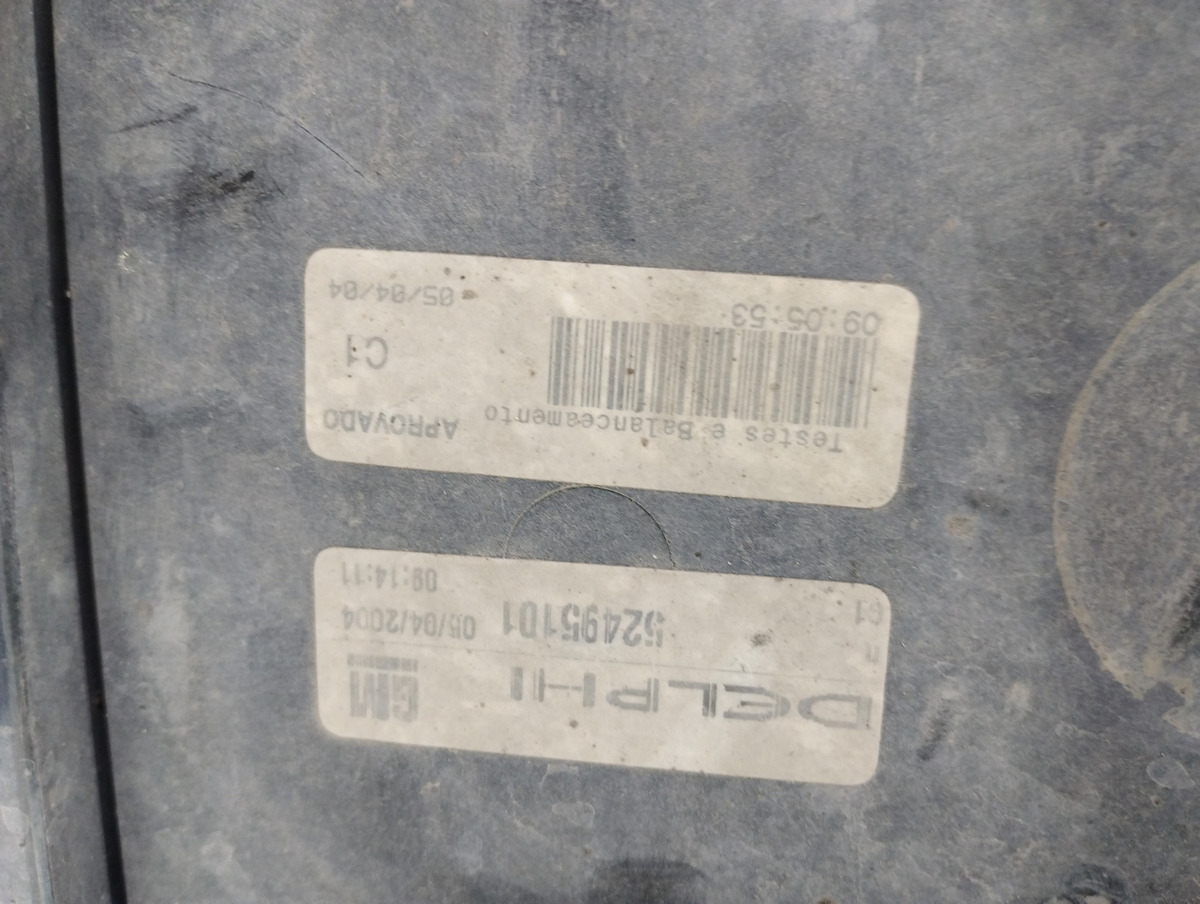 DELPHI GM
52495101 05/04/2004
C1 09:14:11
Testes e Balanceamento APROVADO
C1
09:05:53 05/04/04